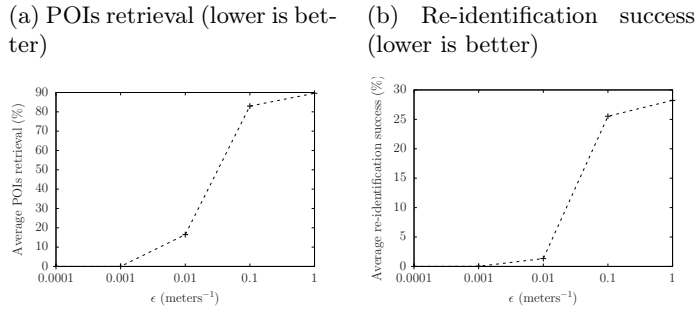 (a) POIs retrieval (lower is bet-
ter)
(b) Re-identification success
(lower is better)
Average POIs retrieval (%)
90
80
70
60
50
40
30
20
10
0
0.0001 0.001 0.01 0.1 1
ϵ (meters⁻¹)
Average re-identification success (%)
30
25
20
15
10
5
0
0.0001 0.001 0.01 0.1 1
ϵ (meters⁻¹)